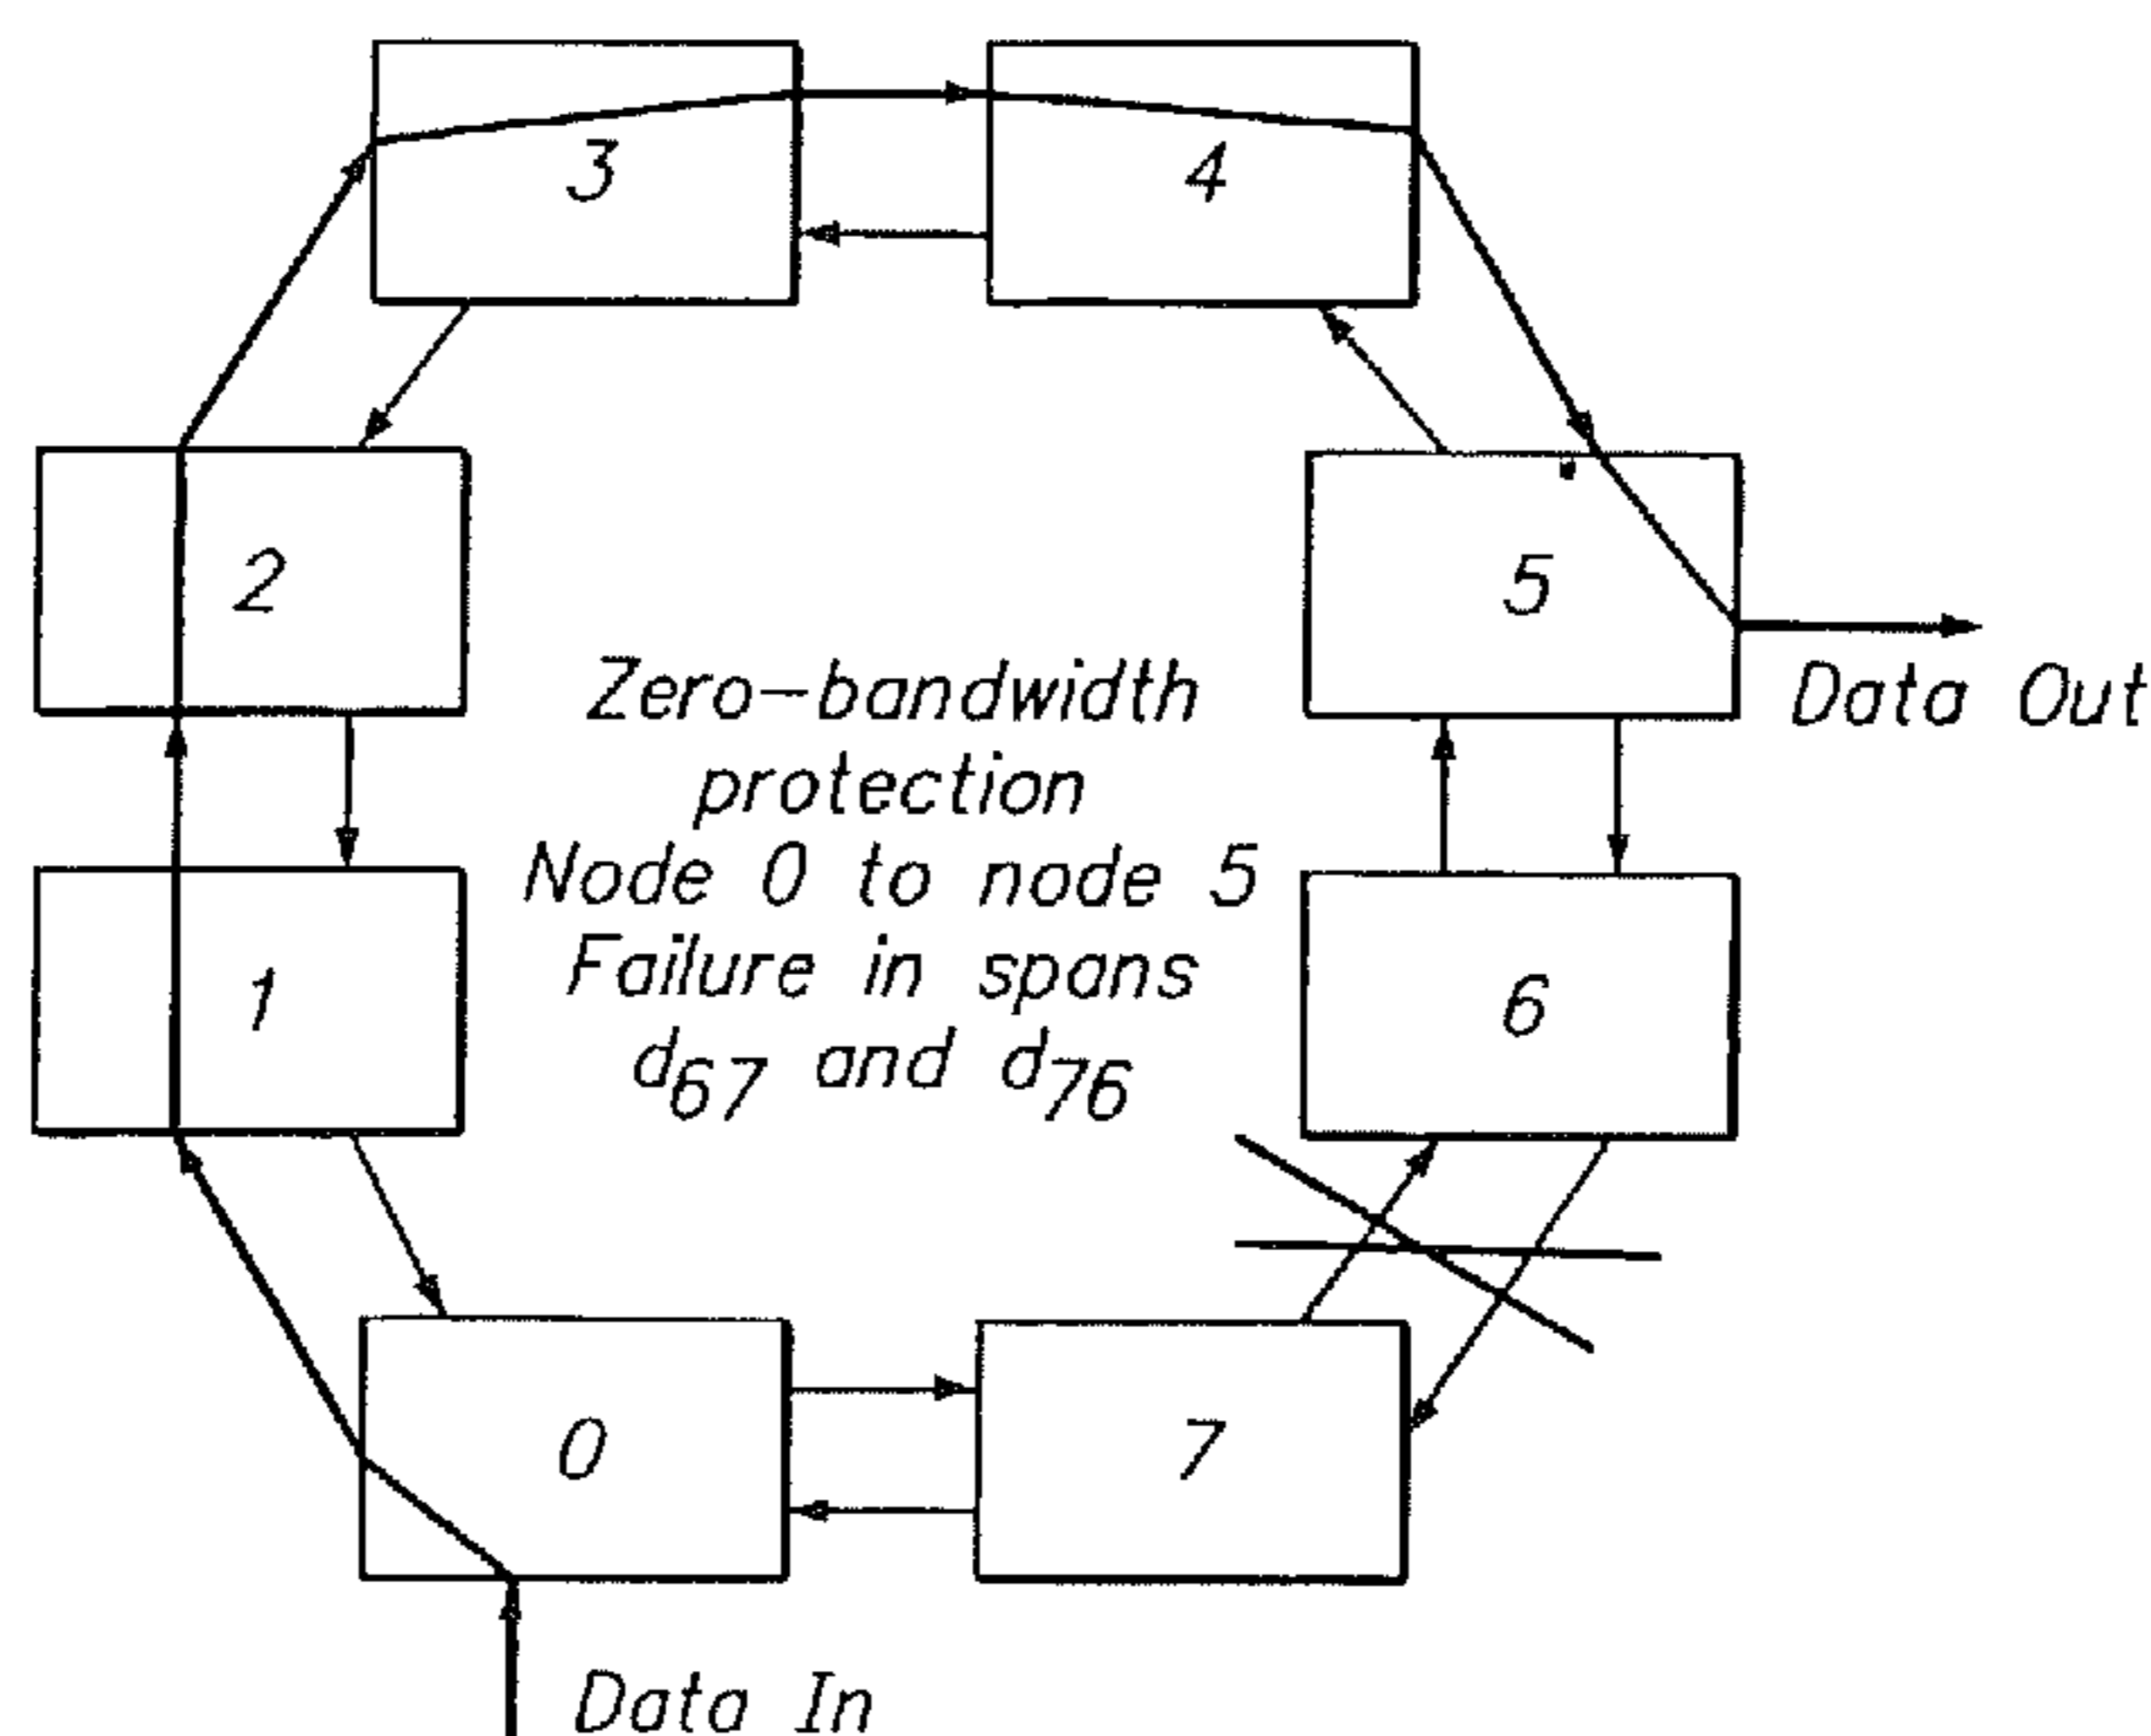 3
4
2
5
Zero-bandwidth
protection
Node 0 to node 5
Failure in spans
d67 and d76
Data Out
1
6
0
7
Data In